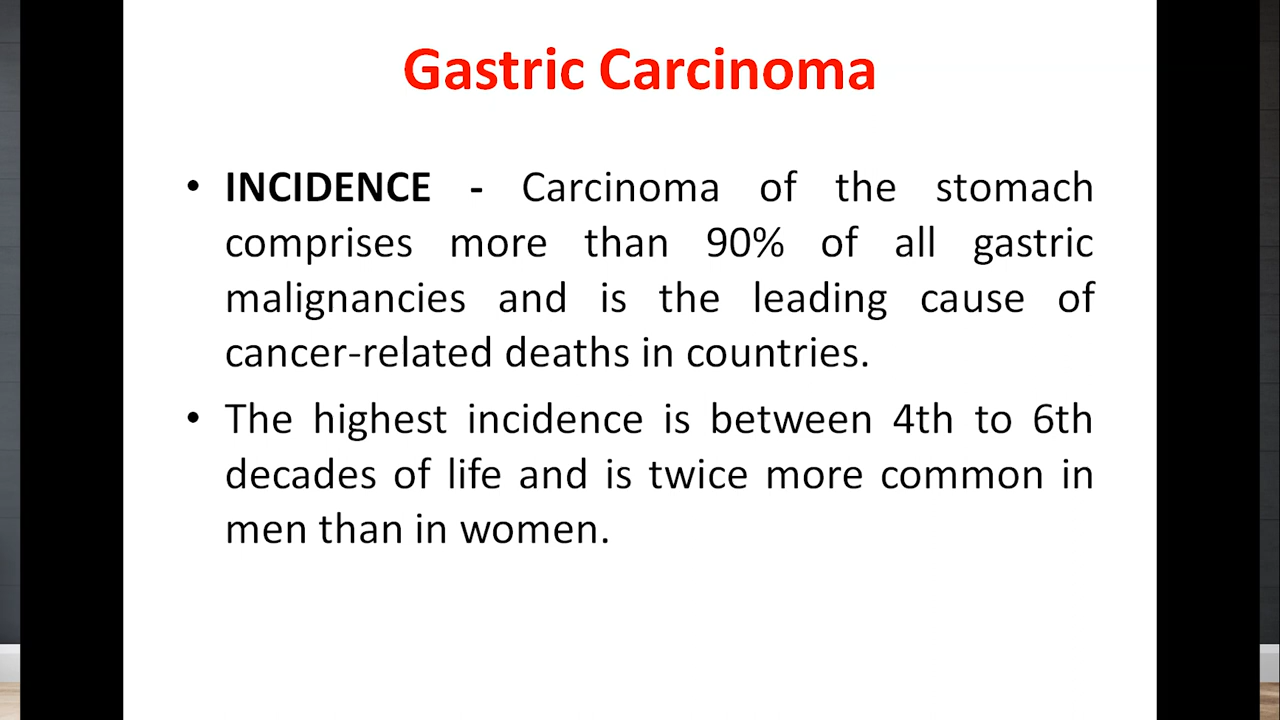 Gastric Carcinoma
• INCIDENCE - Carcinoma of the stomach
comprises more than 90% of all gastric
malignancies and is the leading cause of
cancer-related deaths in countries.
• The highest incidence is between 4th to 6th
decades of life and is twice more common in
men than in women.